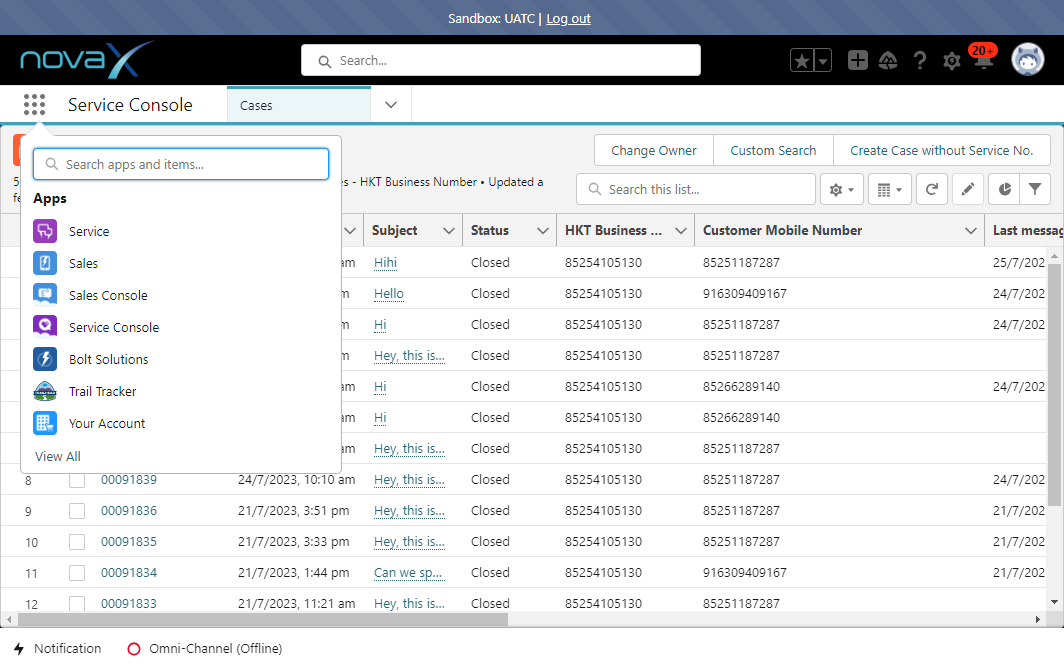 Sandbox: UATC | Log out
novaX
Search...
20+
Service Console
Cases
Search apps and items...
Apps
Service
Sales
Sales Console
Service Console
Bolt Solutions
Trail Tracker
Your Account
View All
Change Owner
Custom Search
Create Case without Service No.
- HKT Business Number • Updated a
Search this list...
Subject Status HKT Business ... Customer Mobile Number Last messag
am Hihi Closed 85254105130 85251187287 25/7/202
Hello Closed 85254105130 916309409167 24/7/202
Hi Closed 85254105130 85251187287 24/7/202
Hey, this is... Closed 85254105130 85251187287
am Hi Closed 85254105130 85266289140 24/7/202
am Hi Closed 85254105130 85266289140
am Hey, this is... Closed 85254105130 85251187287
8 00091839 24/7/2023, 10:10 am Hey, this is... Closed 85254105130 85251187287 24/7/202
9 00091836 21/7/2023, 3:51 pm Hey, this is... Closed 85254105130 85251187287 21/7/202
10 00091835 21/7/2023, 3:33 pm Hey, this is... Closed 85254105130 85251187287 21/7/202
11 00091834 21/7/2023, 1:44 pm Can we sp... Closed 85254105130 916309409167 21/7/202
12 00091833 21/7/2023, 11:21 am Hey, this is... Closed 85254105130 85251187287
Notification
Omni-Channel (Offline)